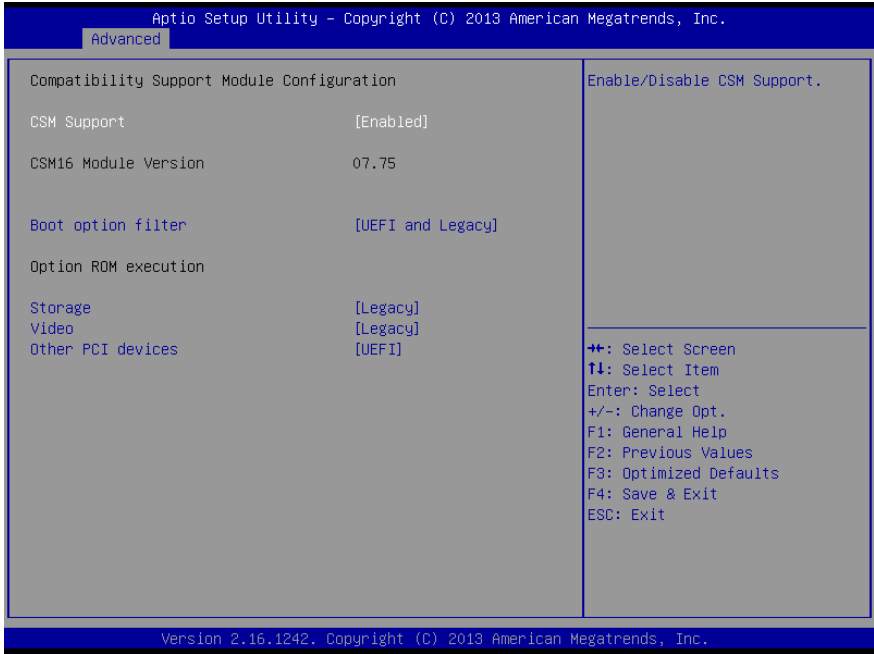 Aptio Setup Utility – Copyright (C) 2013 American Megatrends, Inc.
Advanced
Compatibility Support Module Configuration
CSM Support [Enabled]
CSM16 Module Version 07.75
Boot option filter [UEFI and Legacy]
Option ROM execution
Storage [Legacy]
Video [Legacy]
Other PCI devices [UEFI]
Enable/Disable CSM Support.
→←: Select Screen
↑↓: Select Item
Enter: Select
+/-: Change Opt.
F1: General Help
F2: Previous Values
F3: Optimized Defaults
F4: Save & Exit
ESC: Exit
Version 2.16.1242. Copyright (C) 2013 American Megatrends, Inc.